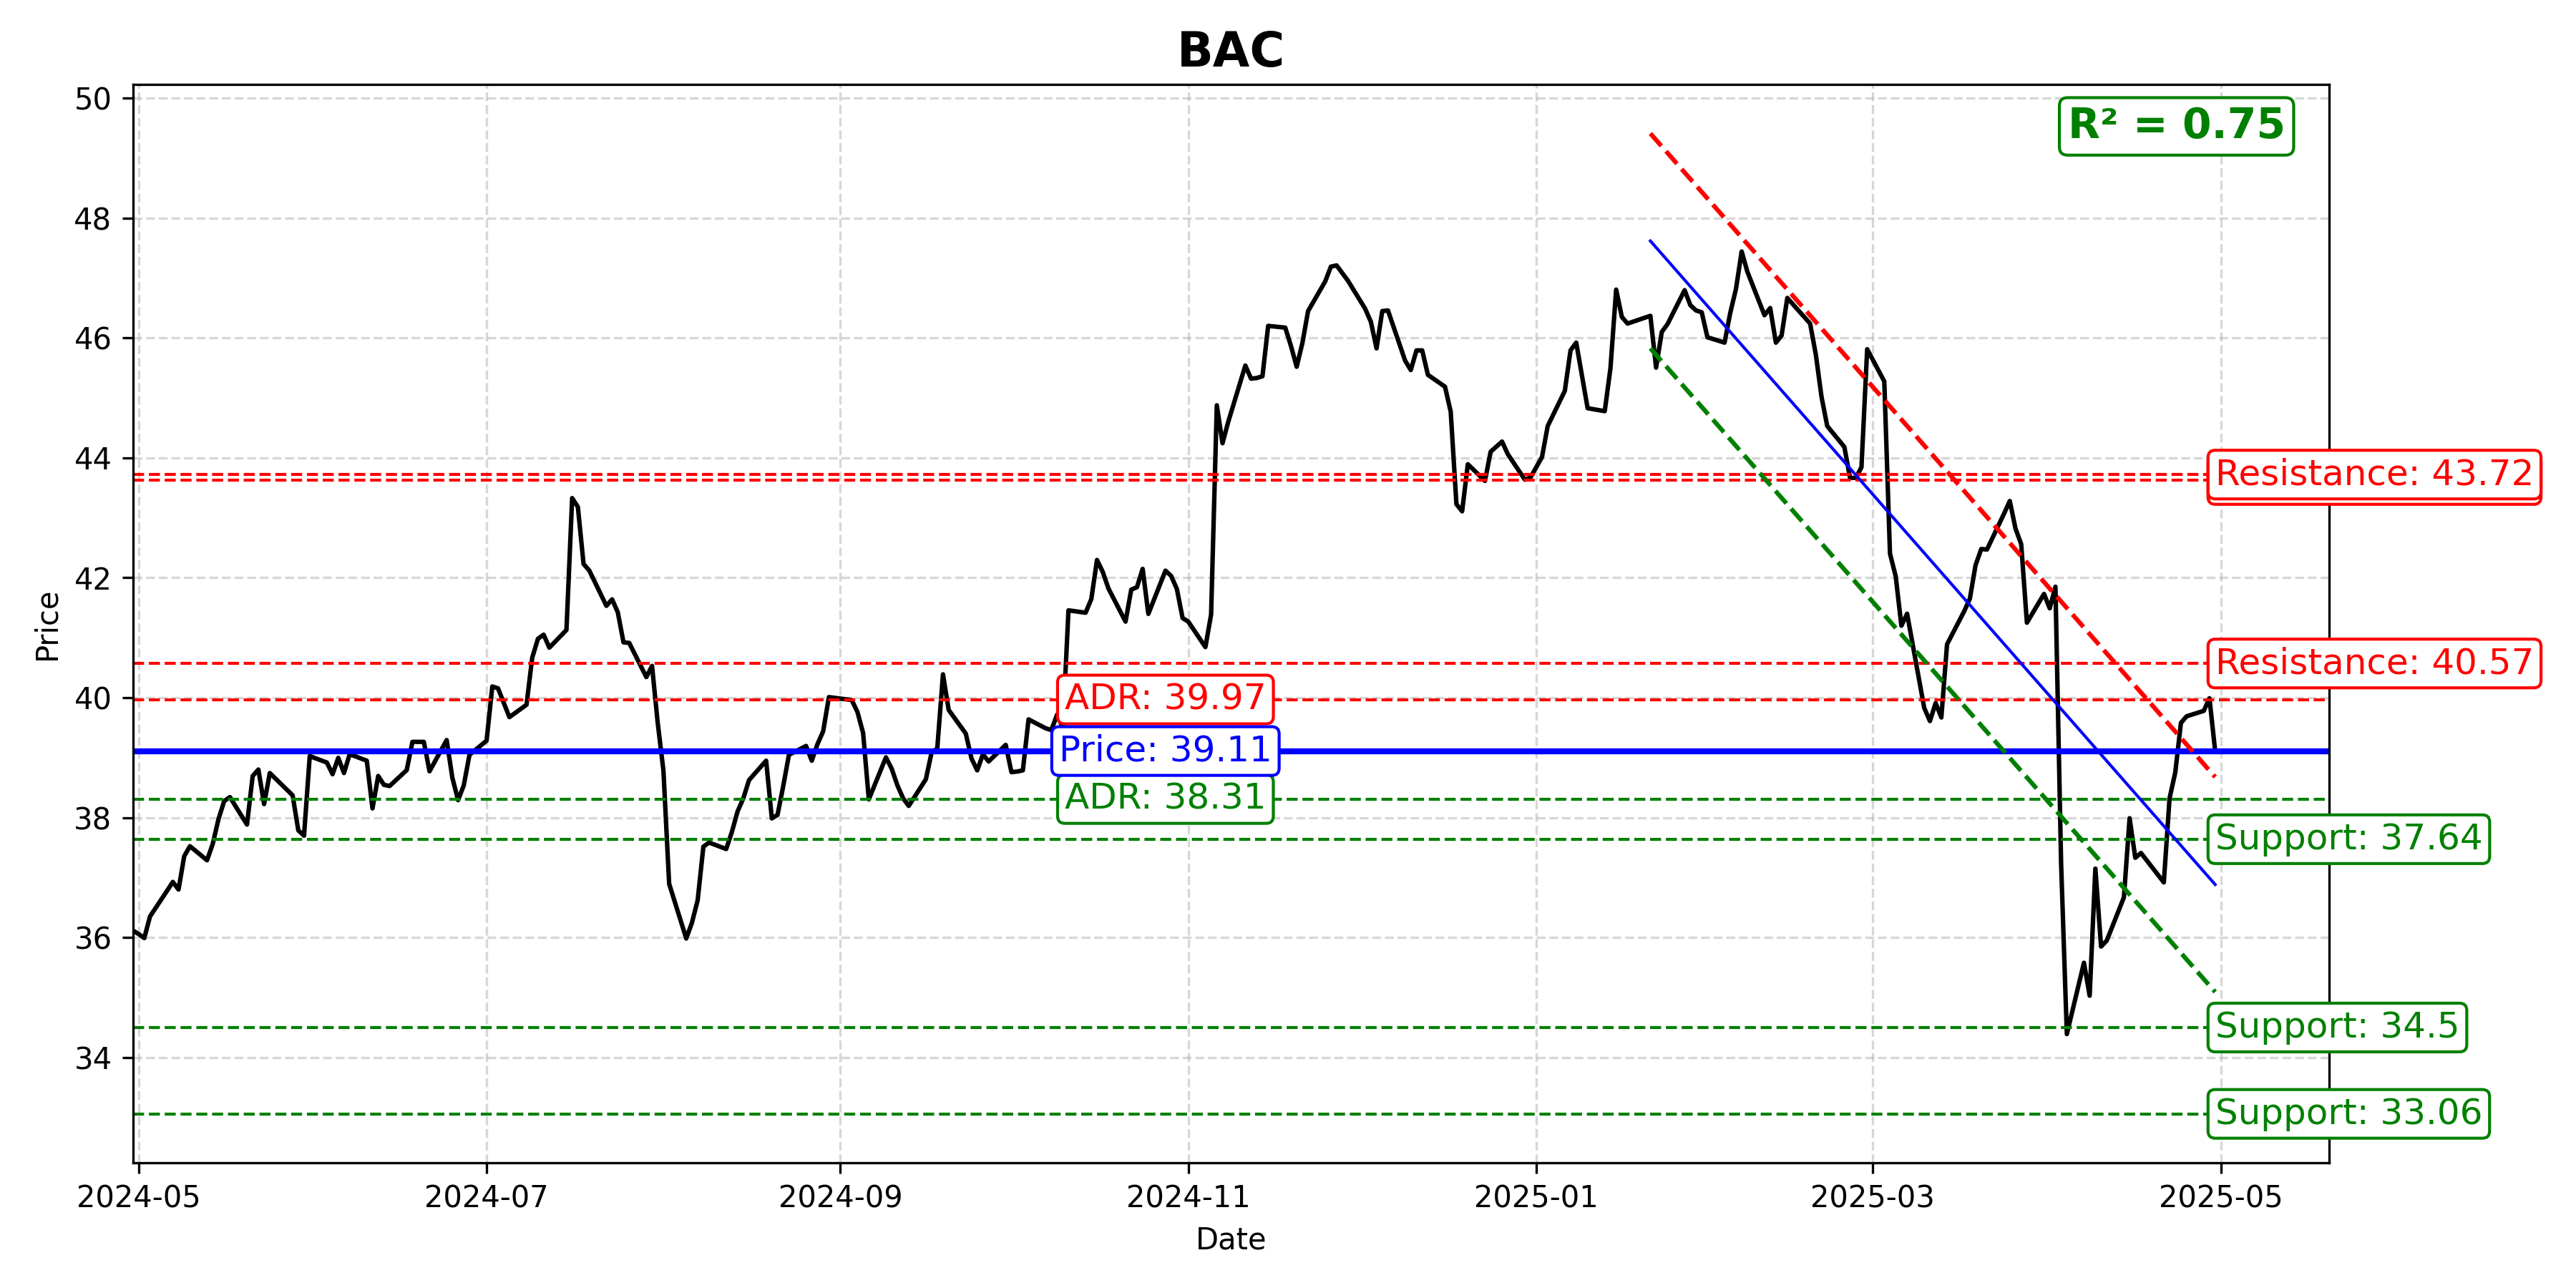 BAC
R² = 0.75
50
48
46
44
42
40
38
36
34
Price
Resistance: 43.72
Resistance: 40.57
ADR: 39.97
Price: 39.11
ADR: 38.31
Support: 37.64
Support: 34.5
Support: 33.06
2024-05
2024-07
2024-09
2024-11
2025-01
2025-03
2025-05
Date